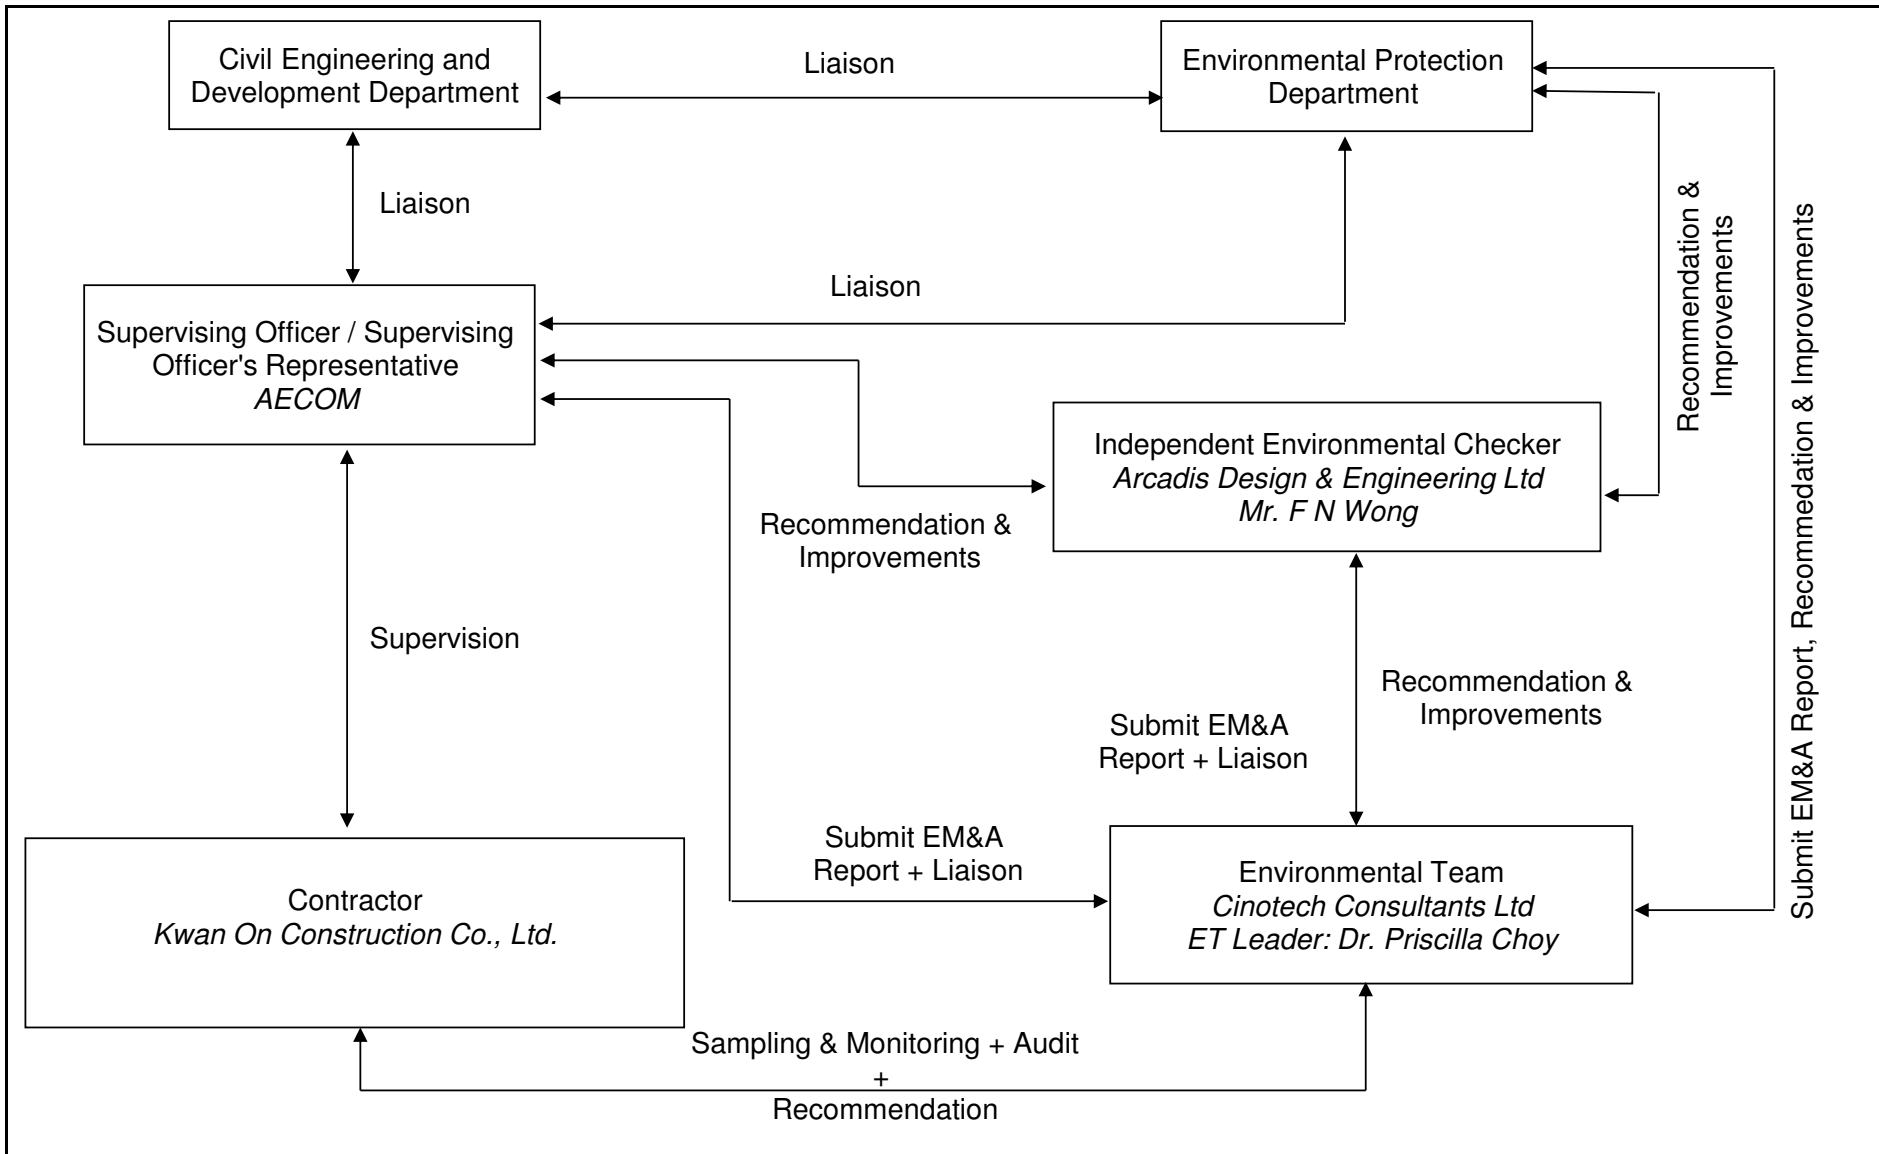 Civil Engineering and
Development Department
Liaison
Environmental Protection
Department
Liaison
Liaison
Recommendation &
Improvements
Submit EM&A Report, Recommedation & Improvements
Supervising Officer / Supervising
Officer's Representative
AECOM
Independent Environmental Checker
Arcadis Design & Engineering Ltd
Mr. F N Wong
Recommendation &
Improvements
Supervision
Recommendation &
Improvements
Submit EM&A
Report + Liaison
Submit EM&A
Report + Liaison
Contractor
Kwan On Construction Co., Ltd.
Environmental Team
Cinotech Consultants Ltd
ET Leader: Dr. Priscilla Choy
Sampling & Monitoring + Audit
+
Recommendation